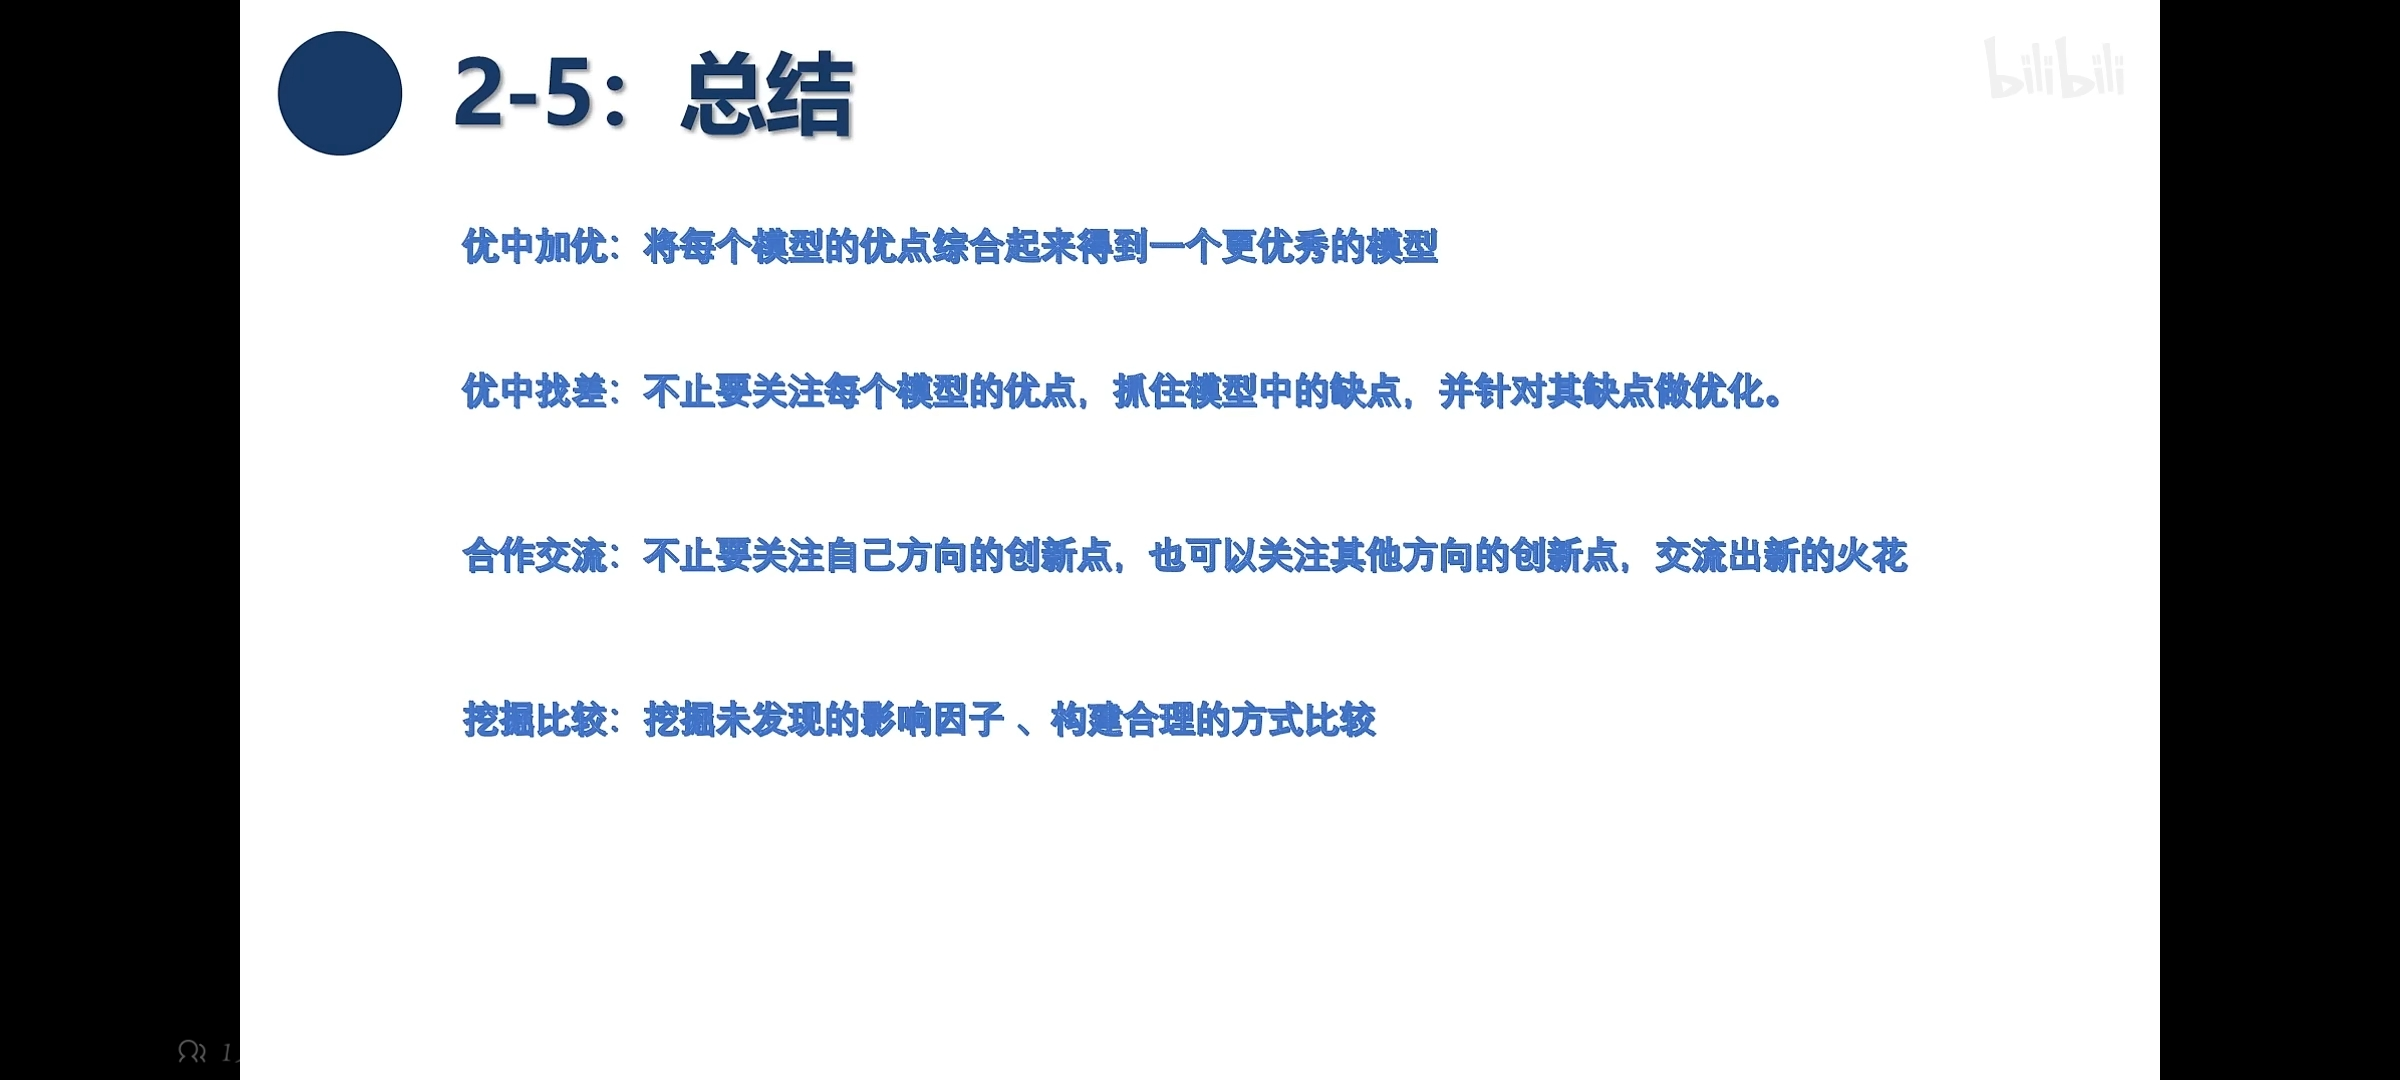 2-5：总结
bilibili
优中加优：将每个模型的优点综合起来得到一个更优秀的模型
优中找差：不止要关注每个模型的优点，抓住模型中的缺点，并针对其缺点做优化。
合作交流：不止要关注自己方向的创新点，也可以关注其他方向的创新点，交流出新的火花
挖掘比较：挖掘未发现的影响因子 、构建合理的方式比较
1